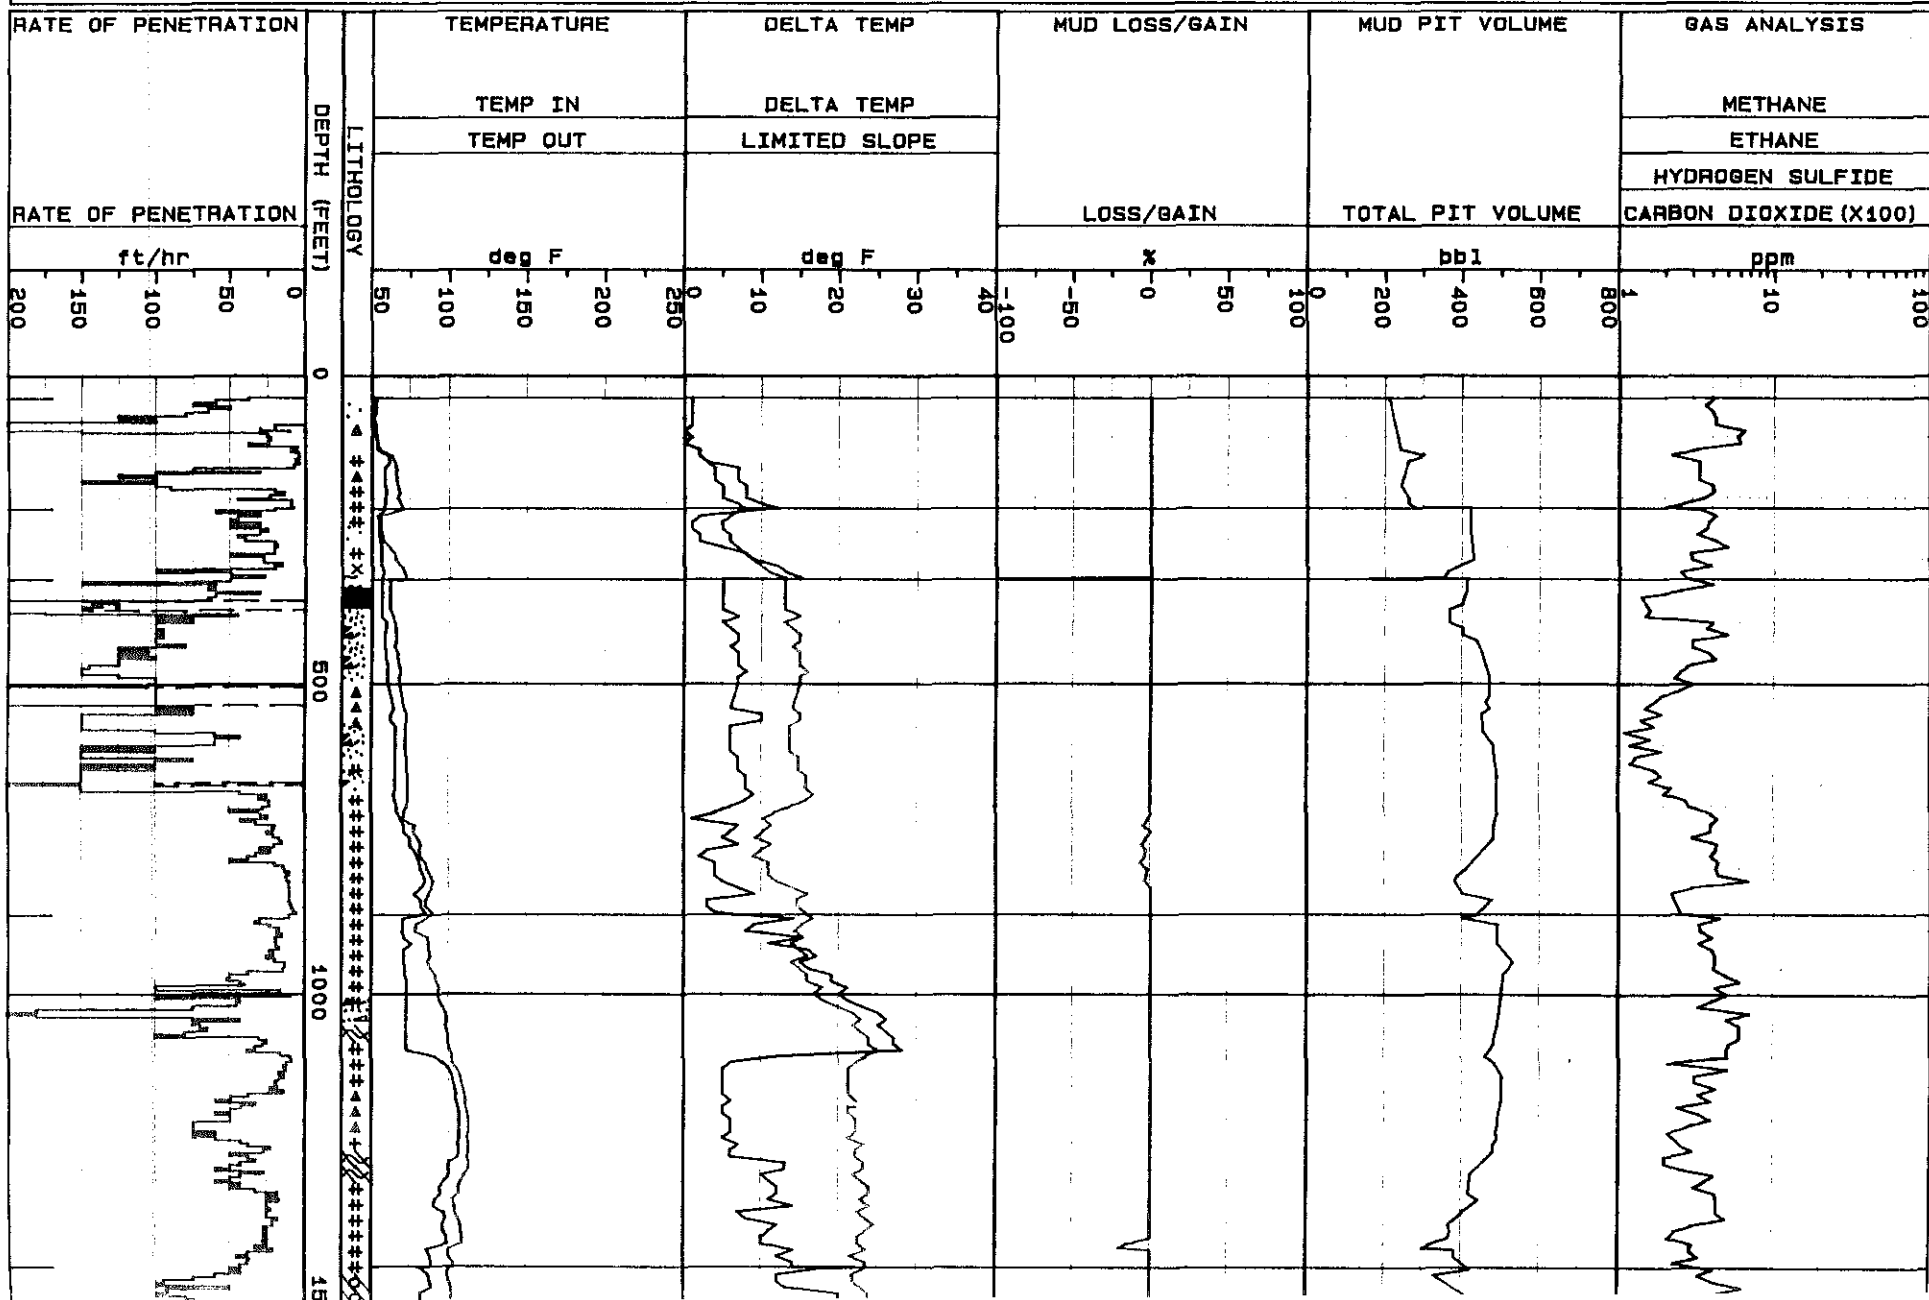 RATE OF PENETRATION
TEMPERATURE
DELTA TEMP
MUD LOSS/GAIN
MUD PIT VOLUME
GAS ANALYSIS
TEMP IN
DELTA TEMP
METHANE
TEMP OUT
LIMITED SLOPE
ETHANE
HYDROGEN SULFIDE
RATE OF PENETRATION
DEPTH (FEET)
LITHOLOGY
LOSS/GAIN
TOTAL PIT VOLUME
CARBON DIOXIDE (X100)
ft/hr
deg F
deg F
%
bbl
ppm
200 150 100 50 0
50 100 150 200 250
0 10 20 30 40
-100 -50 0 50 100
0 200 400 600 800
1 10 100
0
500
1000
15